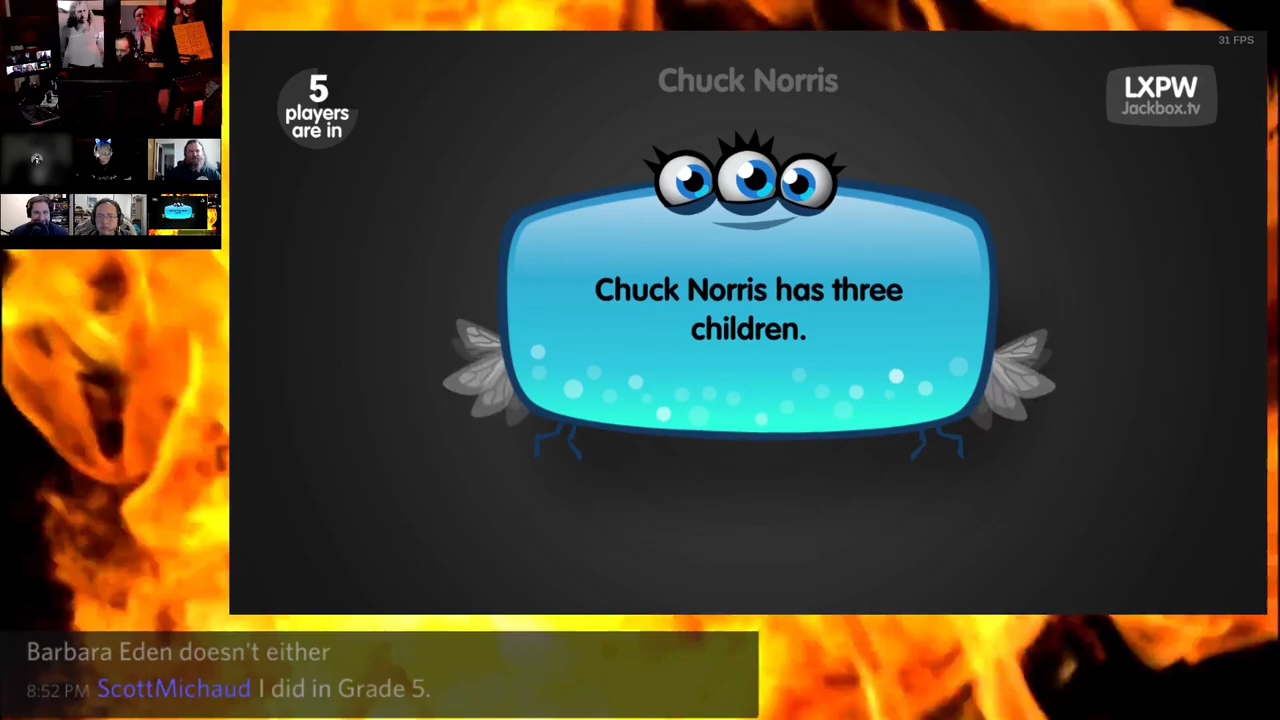 31 FPS
5
players
are in
Chuck Norris
LXPW
Jackbox.tv
Chuck Norris has three
children.
Barbara Eden doesn't either
8:52 PM ScottMichaud I did in Grade 5.